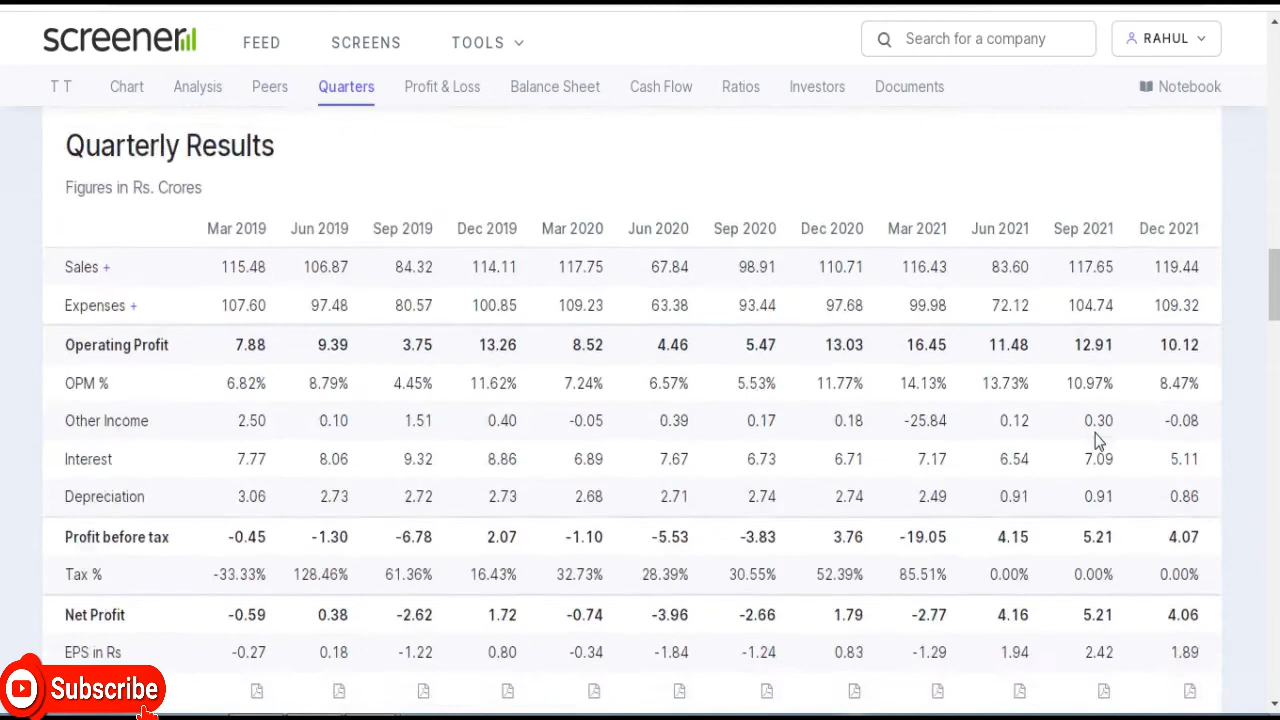 screener
FEED SCREENS TOOLS
Search for a company
RAHUL
T T Chart Analysis Peers Quarters Profit & Loss Balance Sheet Cash Flow Ratios Investors Documents Notebook
Quarterly Results
Figures in Rs. Crores
Mar 2019 Jun 2019 Sep 2019 Dec 2019 Mar 2020 Jun 2020 Sep 2020 Dec 2020 Mar 2021 Jun 2021 Sep 2021 Dec 2021
Sales + 115.48 106.87 84.32 114.11 117.75 67.84 98.91 110.71 116.43 83.60 117.65 119.44
Expenses + 107.60 97.48 80.57 100.85 109.23 63.38 93.44 97.68 99.98 72.12 104.74 109.32
Operating Profit 7.88 9.39 3.75 13.26 8.52 4.46 5.47 13.03 16.45 11.48 12.91 10.12
OPM % 6.82% 8.79% 4.45% 11.62% 7.24% 6.57% 5.53% 11.77% 14.13% 13.73% 10.97% 8.47%
Other Income 2.50 0.10 1.51 0.40 -0.05 0.39 0.17 0.18 -25.84 0.12 0.30 -0.08
Interest 7.77 8.06 9.32 8.86 6.89 7.67 6.73 6.71 7.17 6.54 7.09 5.11
Depreciation 3.06 2.73 2.72 2.73 2.68 2.71 2.74 2.74 2.49 0.91 0.91 0.86
Profit before tax -0.45 -1.30 -6.78 2.07 -1.10 -5.53 -3.83 3.76 -19.05 4.15 5.21 4.07
Tax % -33.33% 128.46% 61.36% 16.43% 32.73% 28.39% 30.55% 52.39% 85.51% 0.00% 0.00% 0.00%
Net Profit -0.59 0.38 -2.62 1.72 -0.74 -3.96 -2.66 1.79 -2.77 4.16 5.21 4.06
EPS in Rs -0.27 0.18 -1.22 0.80 -0.34 -1.84 -1.24 0.83 -1.29 1.94 2.42 1.89
Subscribe